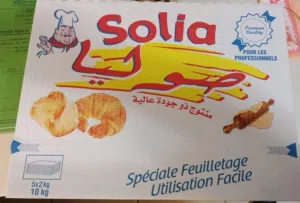 Solia
صوليا
POUR LES
PROFESSIONNELS
منتوج ذو جودة عالية
Spéciale Feuilletage
Utilisation Facile
5x2 kg
10 kg